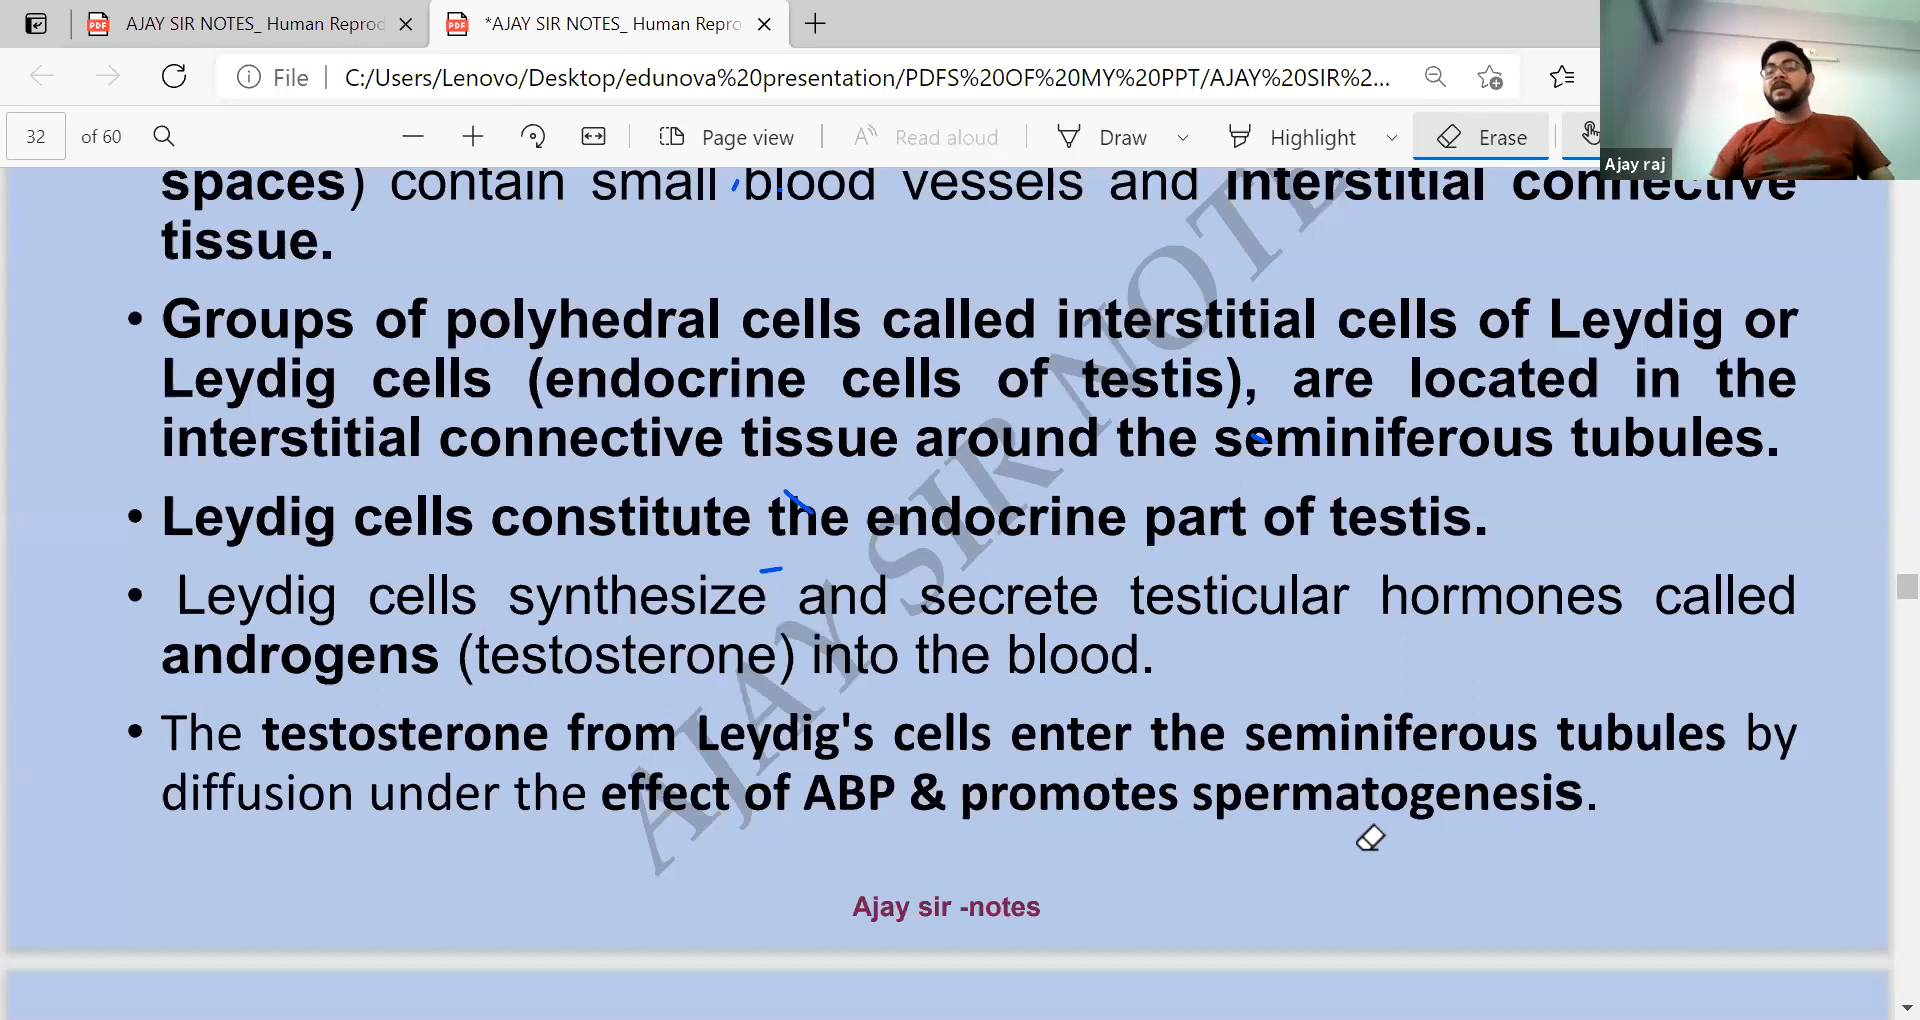 AJAY SIR NOTES_ Human Reprod
*AJAY SIR NOTES_ Human Repro
File
C:/Users/Lenovo/Desktop/edunova%20presentation/PDFS%20OF%20MY%20PPT/AJAY%20SIR%2...
32 of 60
Page view
Read aloud
Draw
Highlight
Erase
Ajay raj
spaces) contain small blood vessels and interstitial connective
tissue.
• Groups of polyhedral cells called interstitial cells of Leydig or
Leydig cells (endocrine cells of testis), are located in the
interstitial connective tissue around the seminiferous tubules.
• Leydig cells constitute the endocrine part of testis.
• Leydig cells synthesize and secrete testicular hormones called
androgens (testosterone) into the blood.
• The testosterone from Leydig's cells enter the seminiferous tubules by
diffusion under the effect of ABP & promotes spermatogenesis.
AJAY SIR NOTE
Ajay sir -notes